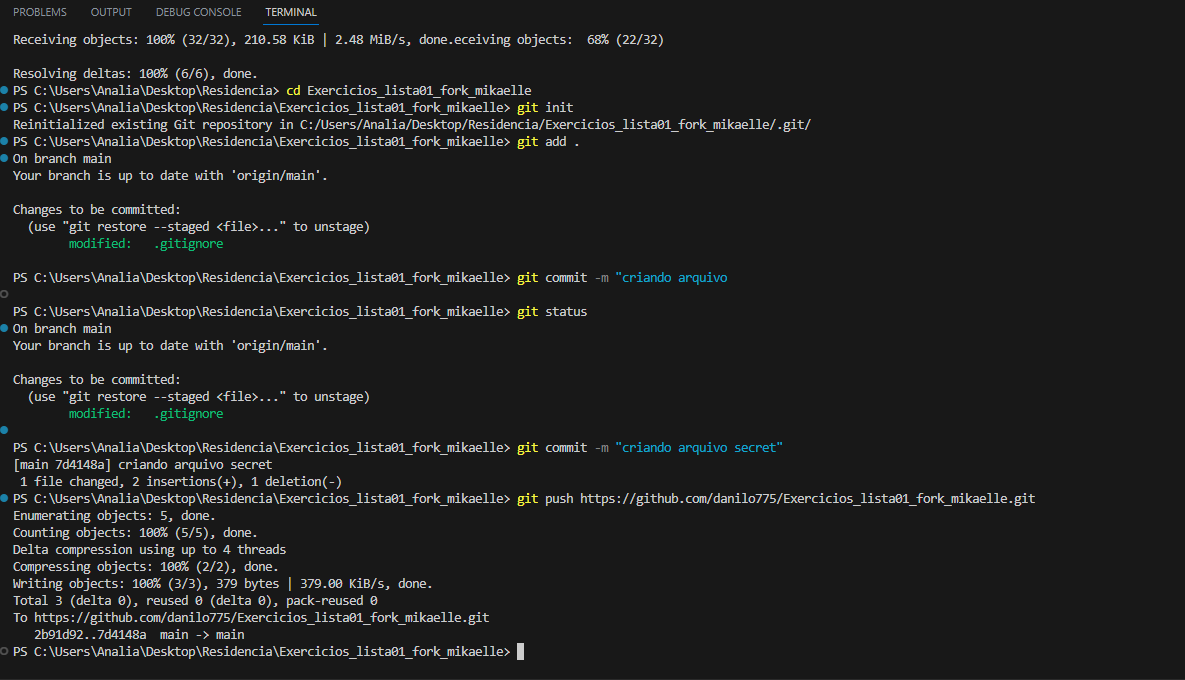 PROBLEMS OUTPUT DEBUG CONSOLE TERMINAL
Receiving objects: 100% (32/32), 210.58 KiB | 2.48 MiB/s, done.eceiving objects:  68% (22/32)
Resolving deltas: 100% (6/6), done.
PS C:\Users\Analia\Desktop\Residencia> cd Exercicios_lista01_fork_mikaelle
PS C:\Users\Analia\Desktop\Residencia\Exercicios_lista01_fork_mikaelle> git init
Reinitialized existing Git repository in C:/Users/Analia/Desktop/Residencia/Exercicios_lista01_fork_mikaelle/.git/
PS C:\Users\Analia\Desktop\Residencia\Exercicios_lista01_fork_mikaelle> git add .
On branch main
Your branch is up to date with 'origin/main'.
Changes to be committed:
  (use "git restore --staged <file>..." to unstage)
        modified:   .gitignore
PS C:\Users\Analia\Desktop\Residencia\Exercicios_lista01_fork_mikaelle> git commit -m "criando arquivo
PS C:\Users\Analia\Desktop\Residencia\Exercicios_lista01_fork_mikaelle> git status
On branch main
Your branch is up to date with 'origin/main'.
Changes to be committed:
  (use "git restore --staged <file>..." to unstage)
        modified:   .gitignore
PS C:\Users\Analia\Desktop\Residencia\Exercicios_lista01_fork_mikaelle> git commit -m "criando arquivo secret"
[main 7d4148a] criando arquivo secret
 1 file changed, 2 insertions(+), 1 deletion(-)
PS C:\Users\Analia\Desktop\Residencia\Exercicios_lista01_fork_mikaelle> git push https://github.com/danilo775/Exercicios_lista01_fork_mikaelle.git
Enumerating objects: 5, done.
Counting objects: 100% (5/5), done.
Delta compression using up to 4 threads
Compressing objects: 100% (2/2), done.
Writing objects: 100% (3/3), 379 bytes | 379.00 KiB/s, done.
Total 3 (delta 0), reused 0 (delta 0), pack-reused 0
To https://github.com/danilo775/Exercicios_lista01_fork_mikaelle.git
   2b91d92..7d4148a  main -> main
PS C:\Users\Analia\Desktop\Residencia\Exercicios_lista01_fork_mikaelle>